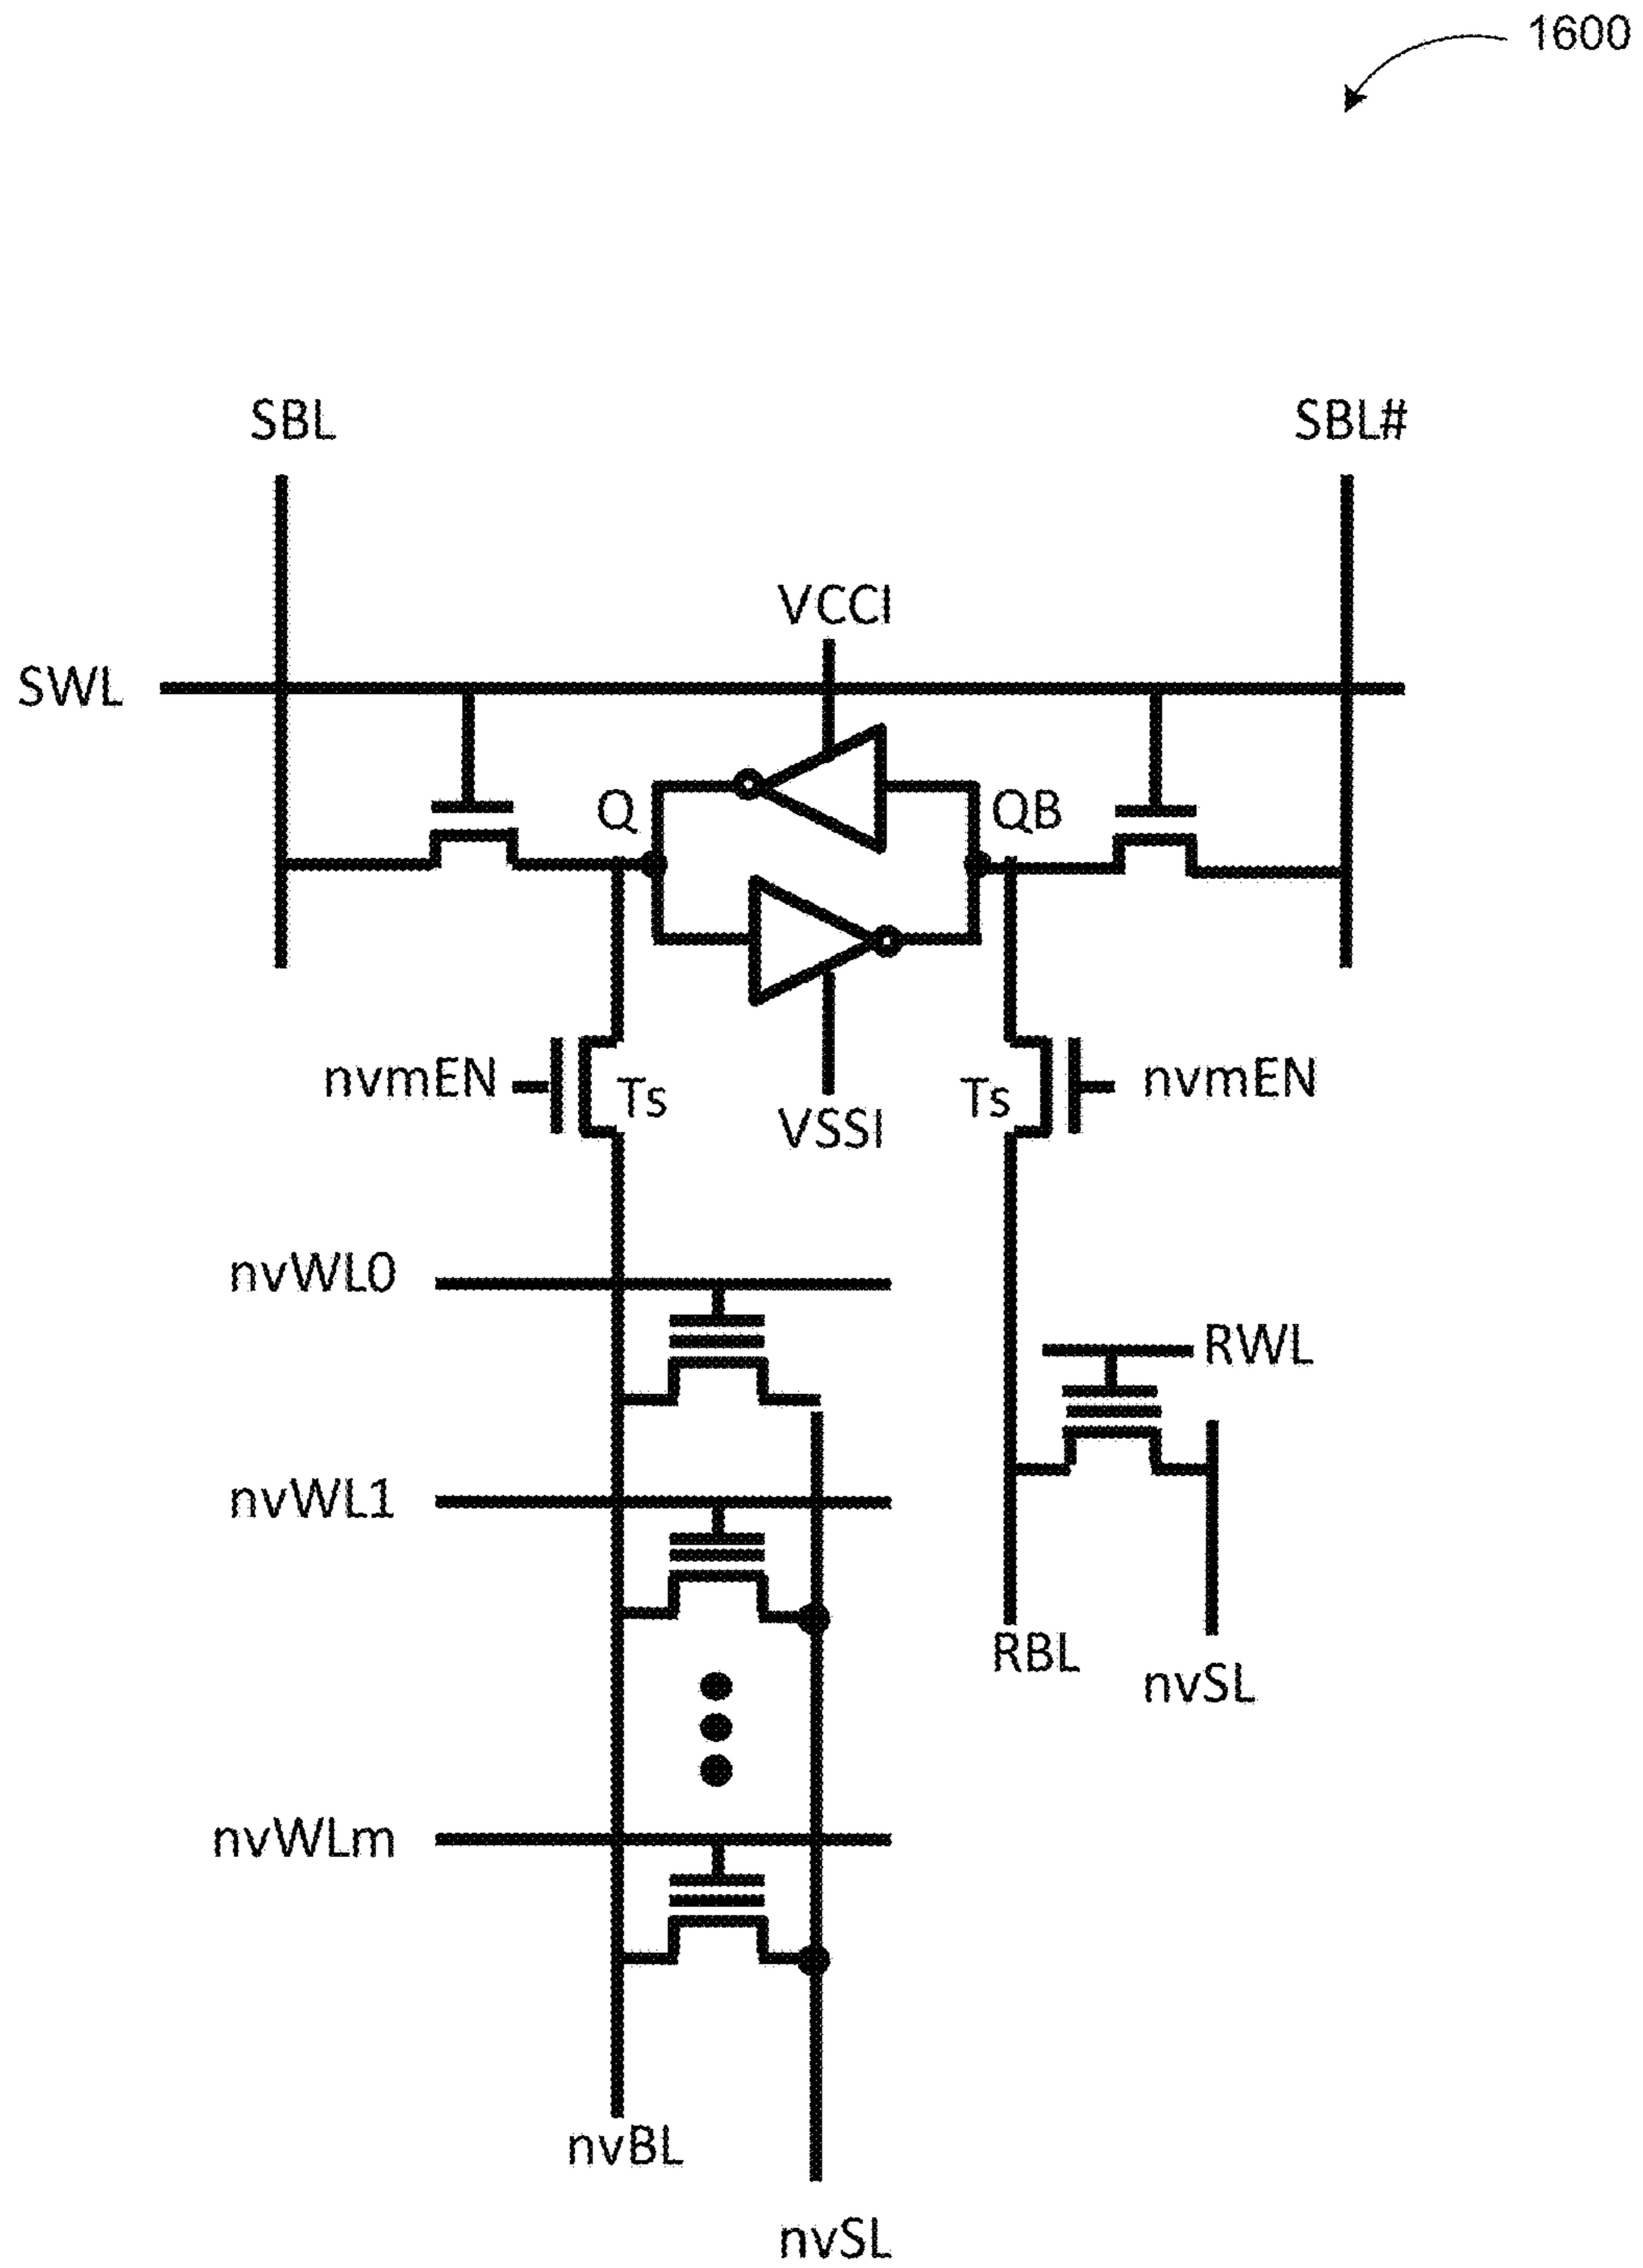 1600
SBL
SBL#
VCCI
SWL
Q
QB
nvmEN
Ts
Ts
nvmEN
VSSI
nvWL0
RWL
nvWL1
RBL
nvSL
nvWLm
nvBL
nvSL